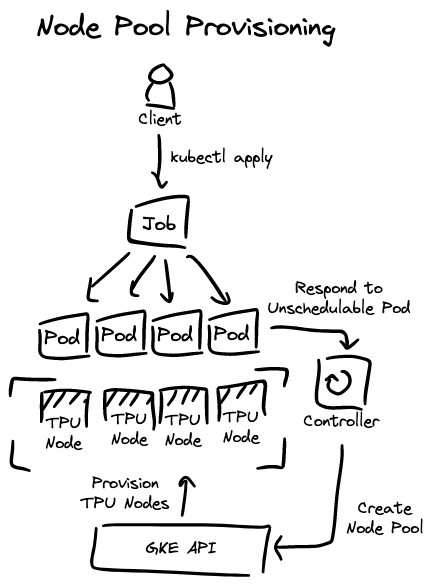 Node Pool Provisioning
Client
kubectl apply
Job
Respond to
Unschedulable Pod
Pod Pod Pod Pod
Controller
TPU TPU TPU TPU
Node Node Node Node
Provision
TPU Nodes
Create
Node Pool
GKE API